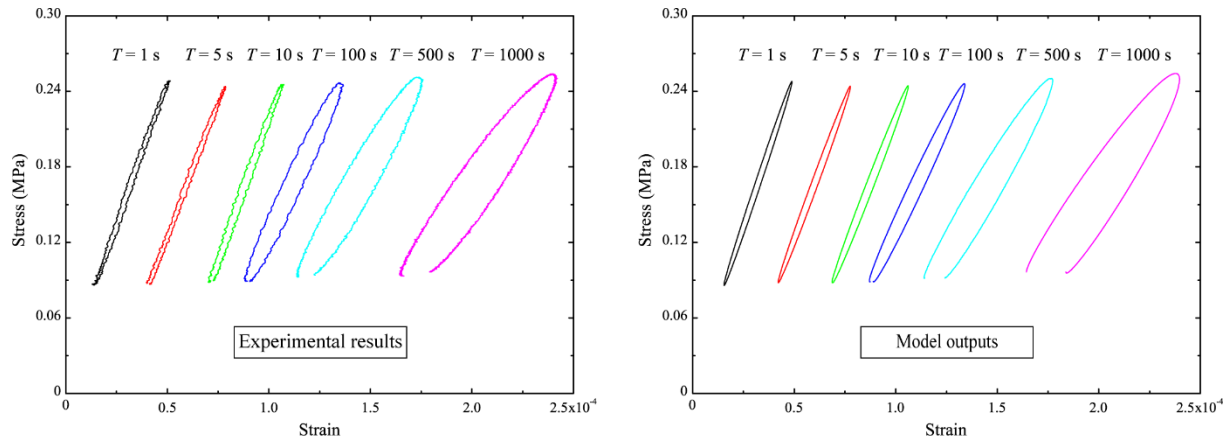 0.30
T = 1 s T = 5 s T = 10 s T = 100 s T = 500 s T = 1000 s
0.24
0.18
0.12
0.06
0
Stress (MPa)
Experimental results
0 0.5 1.0 1.5 2.0 2.5x10⁻⁴
Strain
0.30
T = 1 s T = 5 s T = 10 s T = 100 s T = 500 s T = 1000 s
0.24
0.18
0.12
0.06
0
Stress (MPa)
Model outputs
0 0.5 1.0 1.5 2.0 2.5x10⁻⁴
Strain